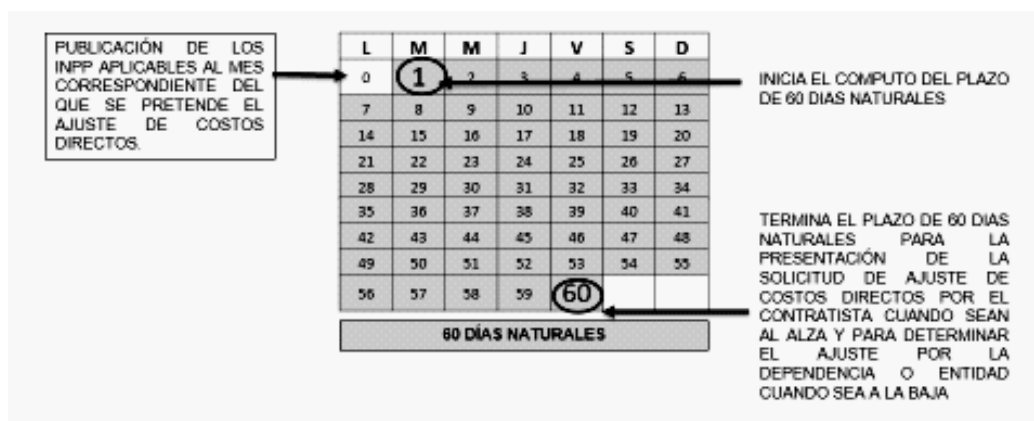 PUBLICACIÓN DE LOS
INPP APLICABLES AL MES
CORRESPONDIENTE DEL
QUE SE PRETENDE EL
AJUSTE DE COSTOS
DIRECTOS.
L M M J V S D
0 1 2 3 4 5 6
7 8 9 10 11 12 13
14 15 16 17 18 19 20
21 22 23 24 25 26 27
28 29 30 31 32 33 34
35 36 37 38 39 40 41
42 43 44 45 46 47 48
49 50 51 52 53 54 55
56 57 58 59 60
60 DÍAS NATURALES
INICIA EL COMPUTO DEL PLAZO
DE 60 DIAS NATURALES
TERMINA EL PLAZO DE 60 DIAS
NATURALES PARA LA
PRESENTACIÓN DE LA
SOLICITUD DE AJUSTE DE
COSTOS DIRECTOS POR EL
CONTRATISTA CUANDO SEAN
AL ALZA Y PARA DETERMINAR
EL AJUSTE POR LA
DEPENDENCIA O ENTIDAD
CUANDO SEA A LA BAJA